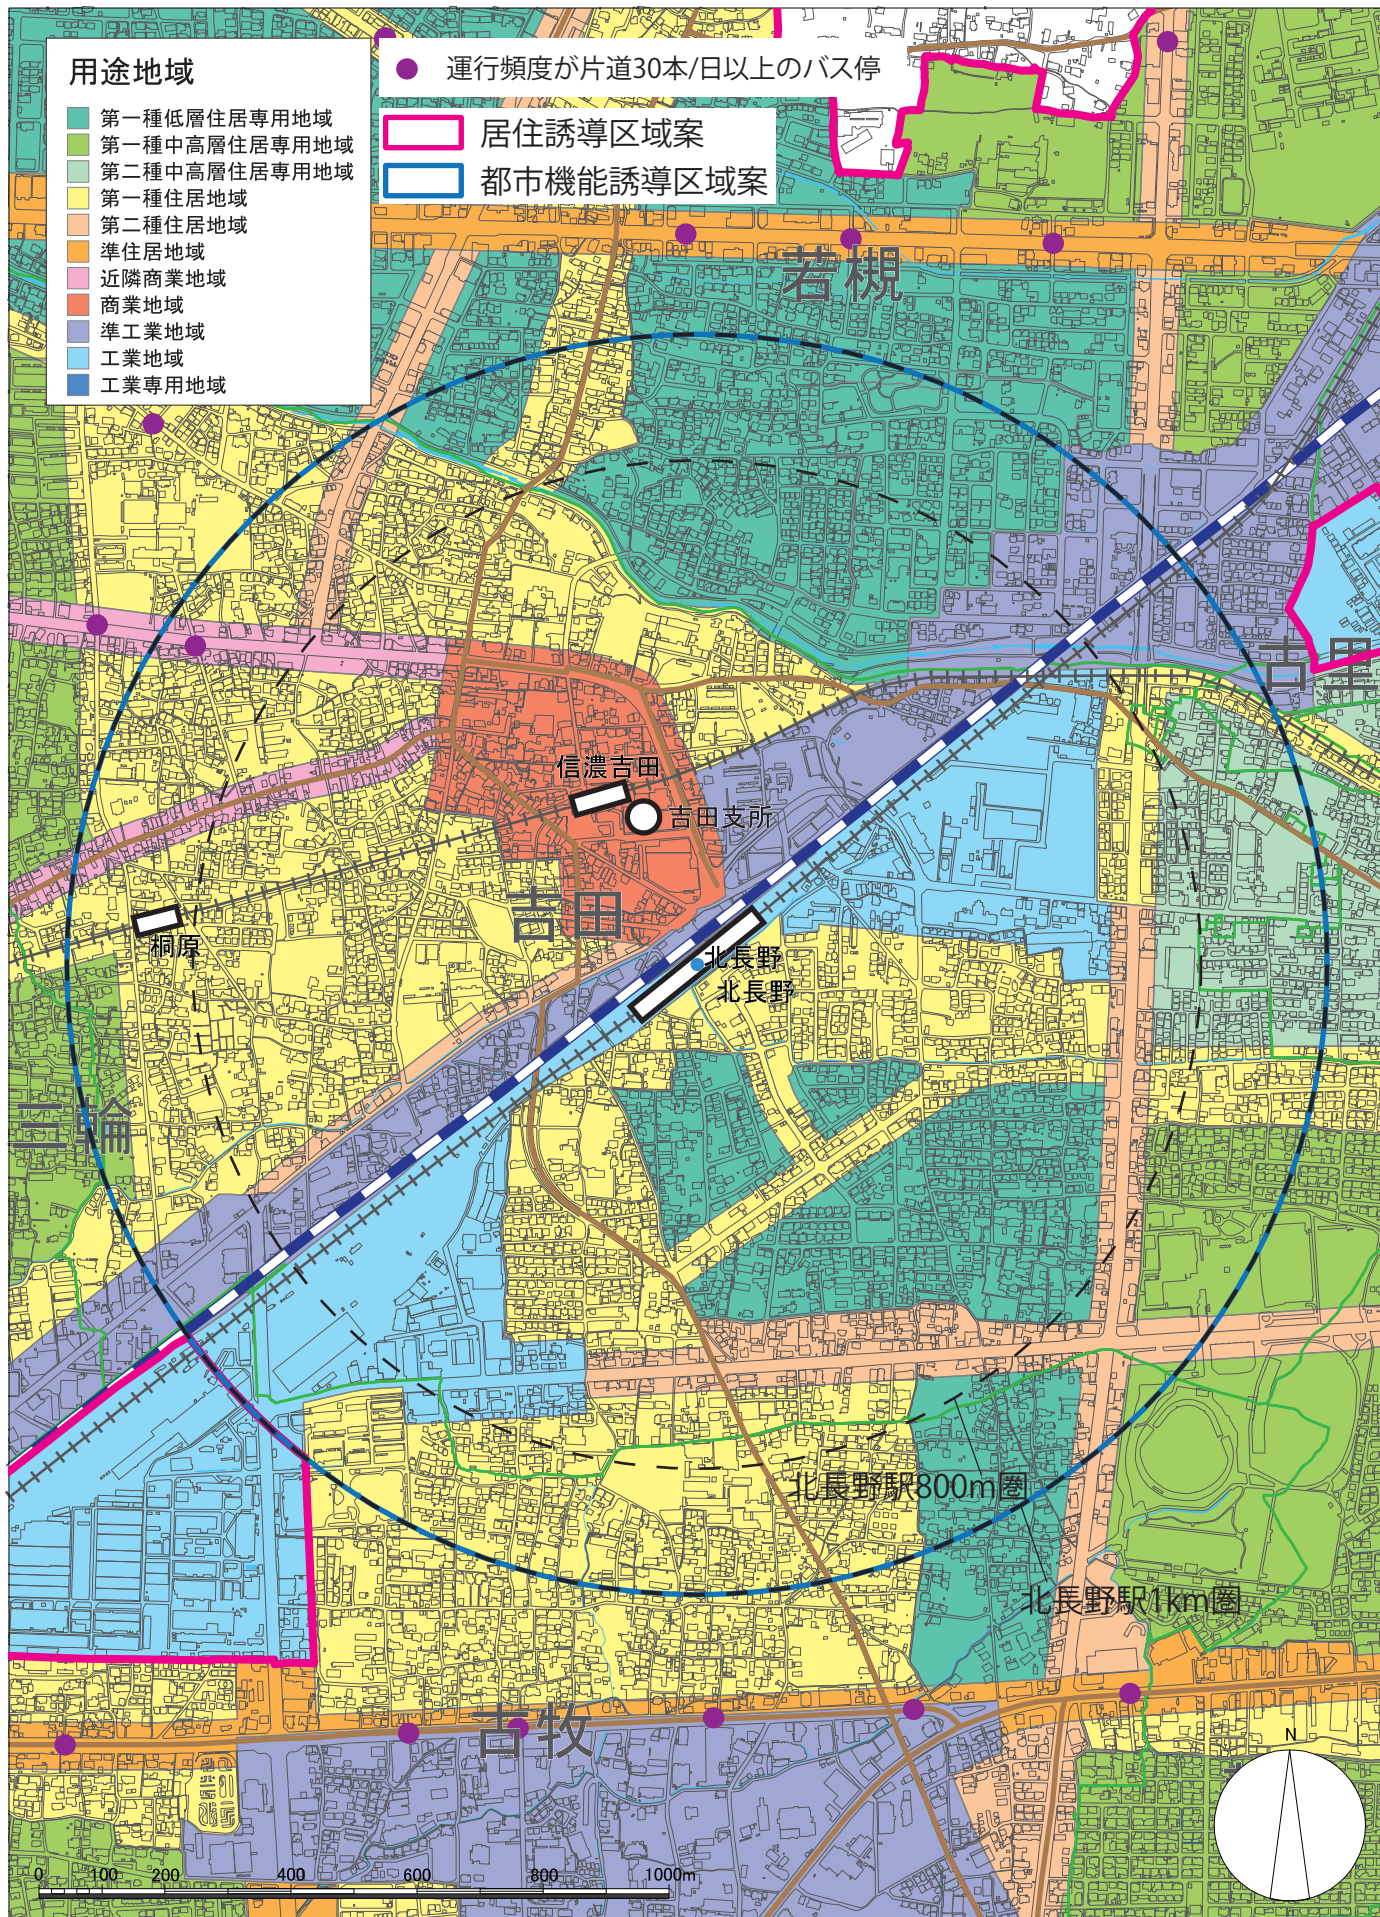 用途地域
第一種低層住居専用地域
第一種中高層住居専用地域
第二種中高層住居専用地域
第一種住居地域
第二種住居地域
準住居地域
近隣商業地域
商業地域
準工業地域
工業地域
工業専用地域
運行頻度が片道30本/日以上のバス停
居住誘導区域案
都市機能誘導区域案
若槻
古里
信濃吉田
吉田支所
吉田
桐原
北長野
北長野
三輪
北長野駅800m圏
北長野駅1km圏
古牧
N
0 100 200 400 600 800 1000m